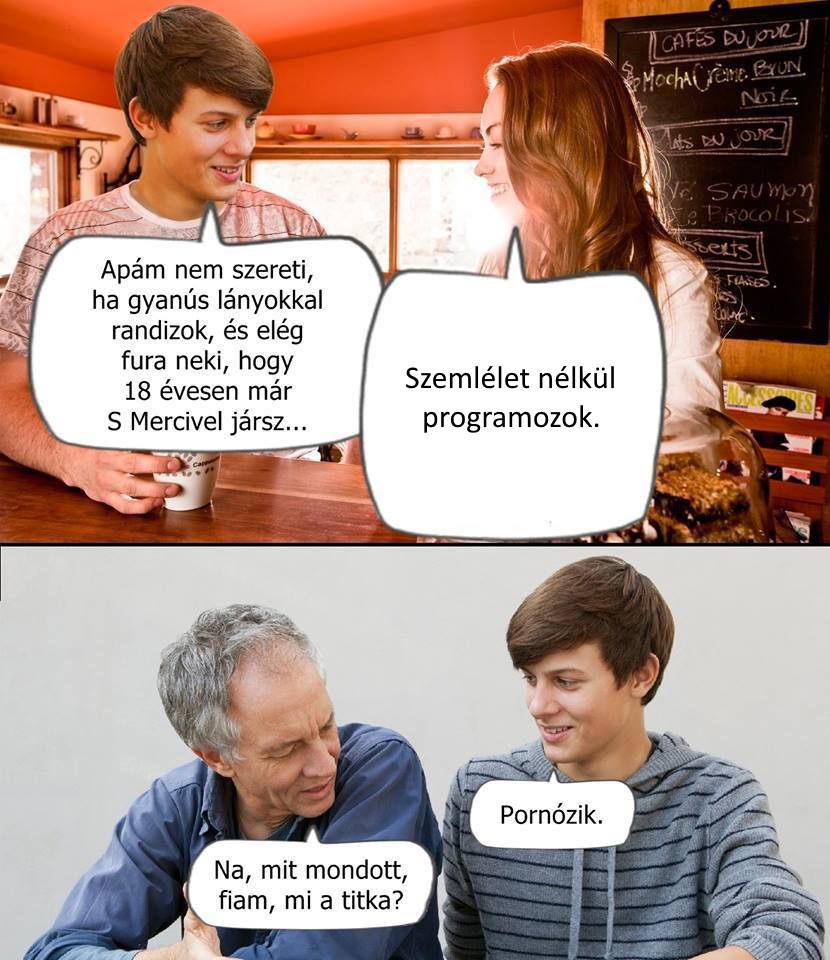 CAFÉS DU JOUR
Mocha Crème. BRUN
NOIR
PLATS DU JOUR
SAUMON
BROCOLIS.
Apám nem szereti,
ha gyanús lányokkal
randizok, és elég
fura neki, hogy
18 évesen már
S Mercivel jársz...
Szemlélet nélkül
programozok.
Na, mit mondott,
fiam, mi a titka?
Pornózik.